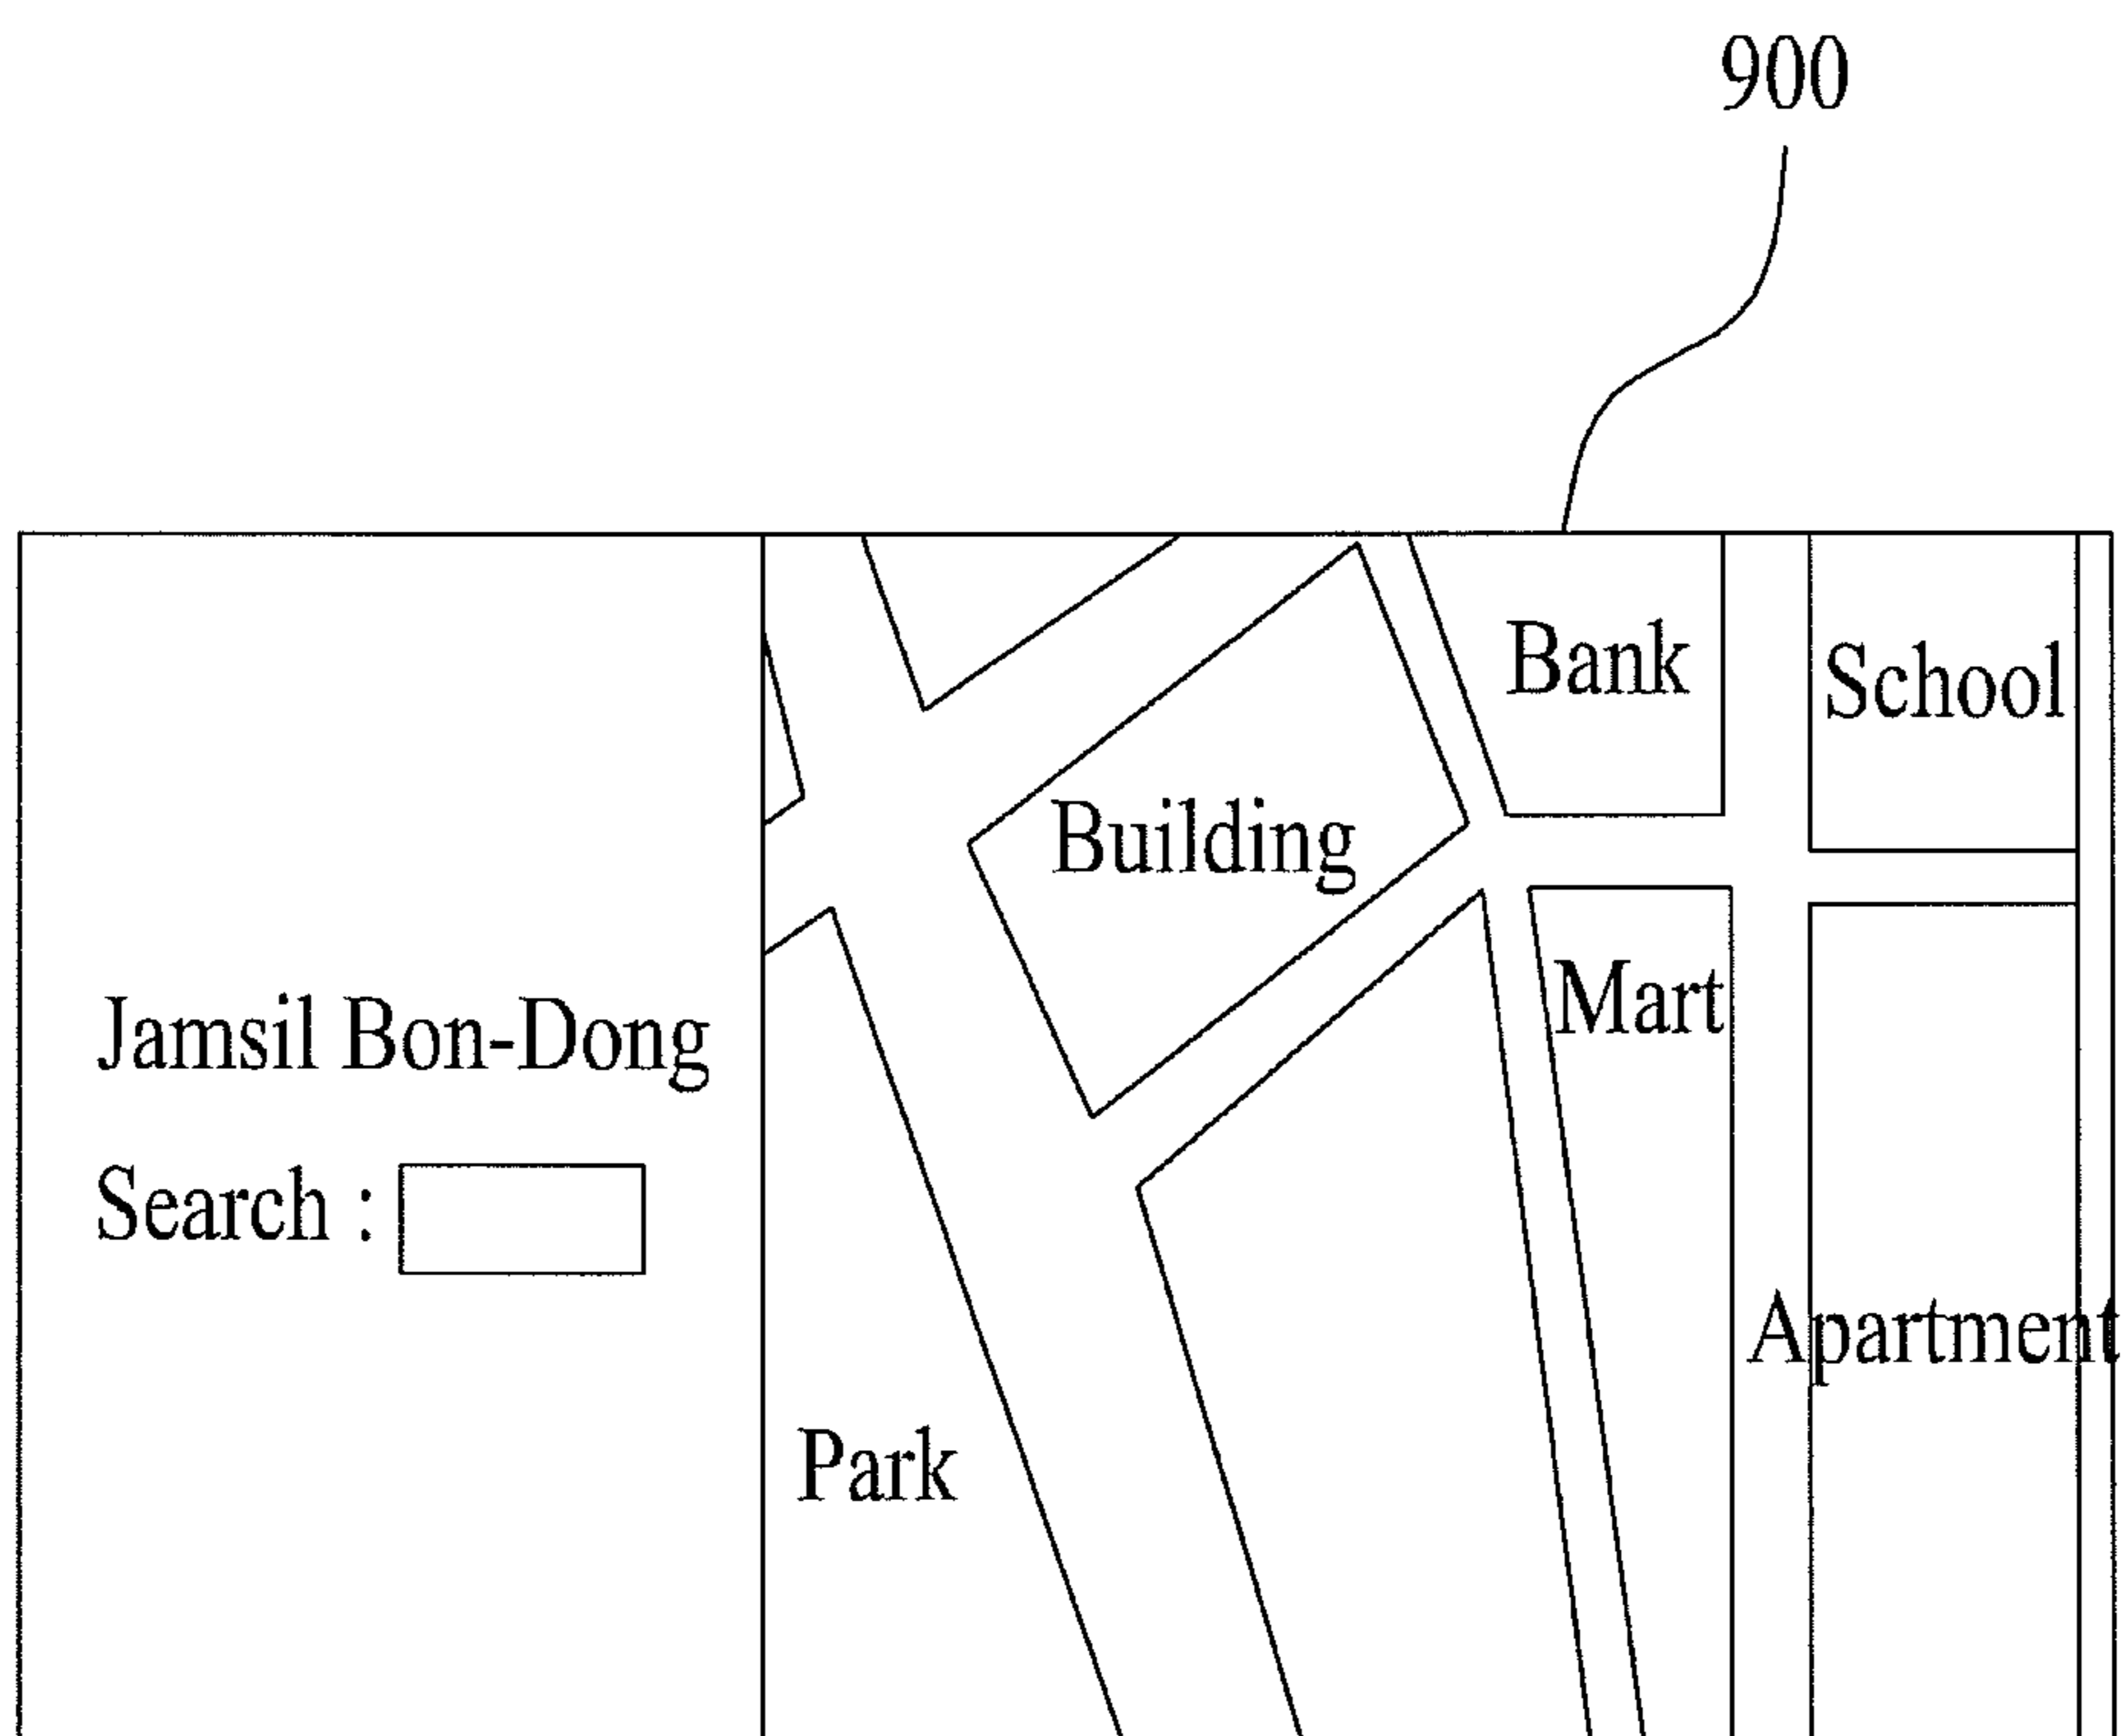 900
Bank
School
Building
Mart
Jamsil Bon-Dong
Search :
Apartment
Park